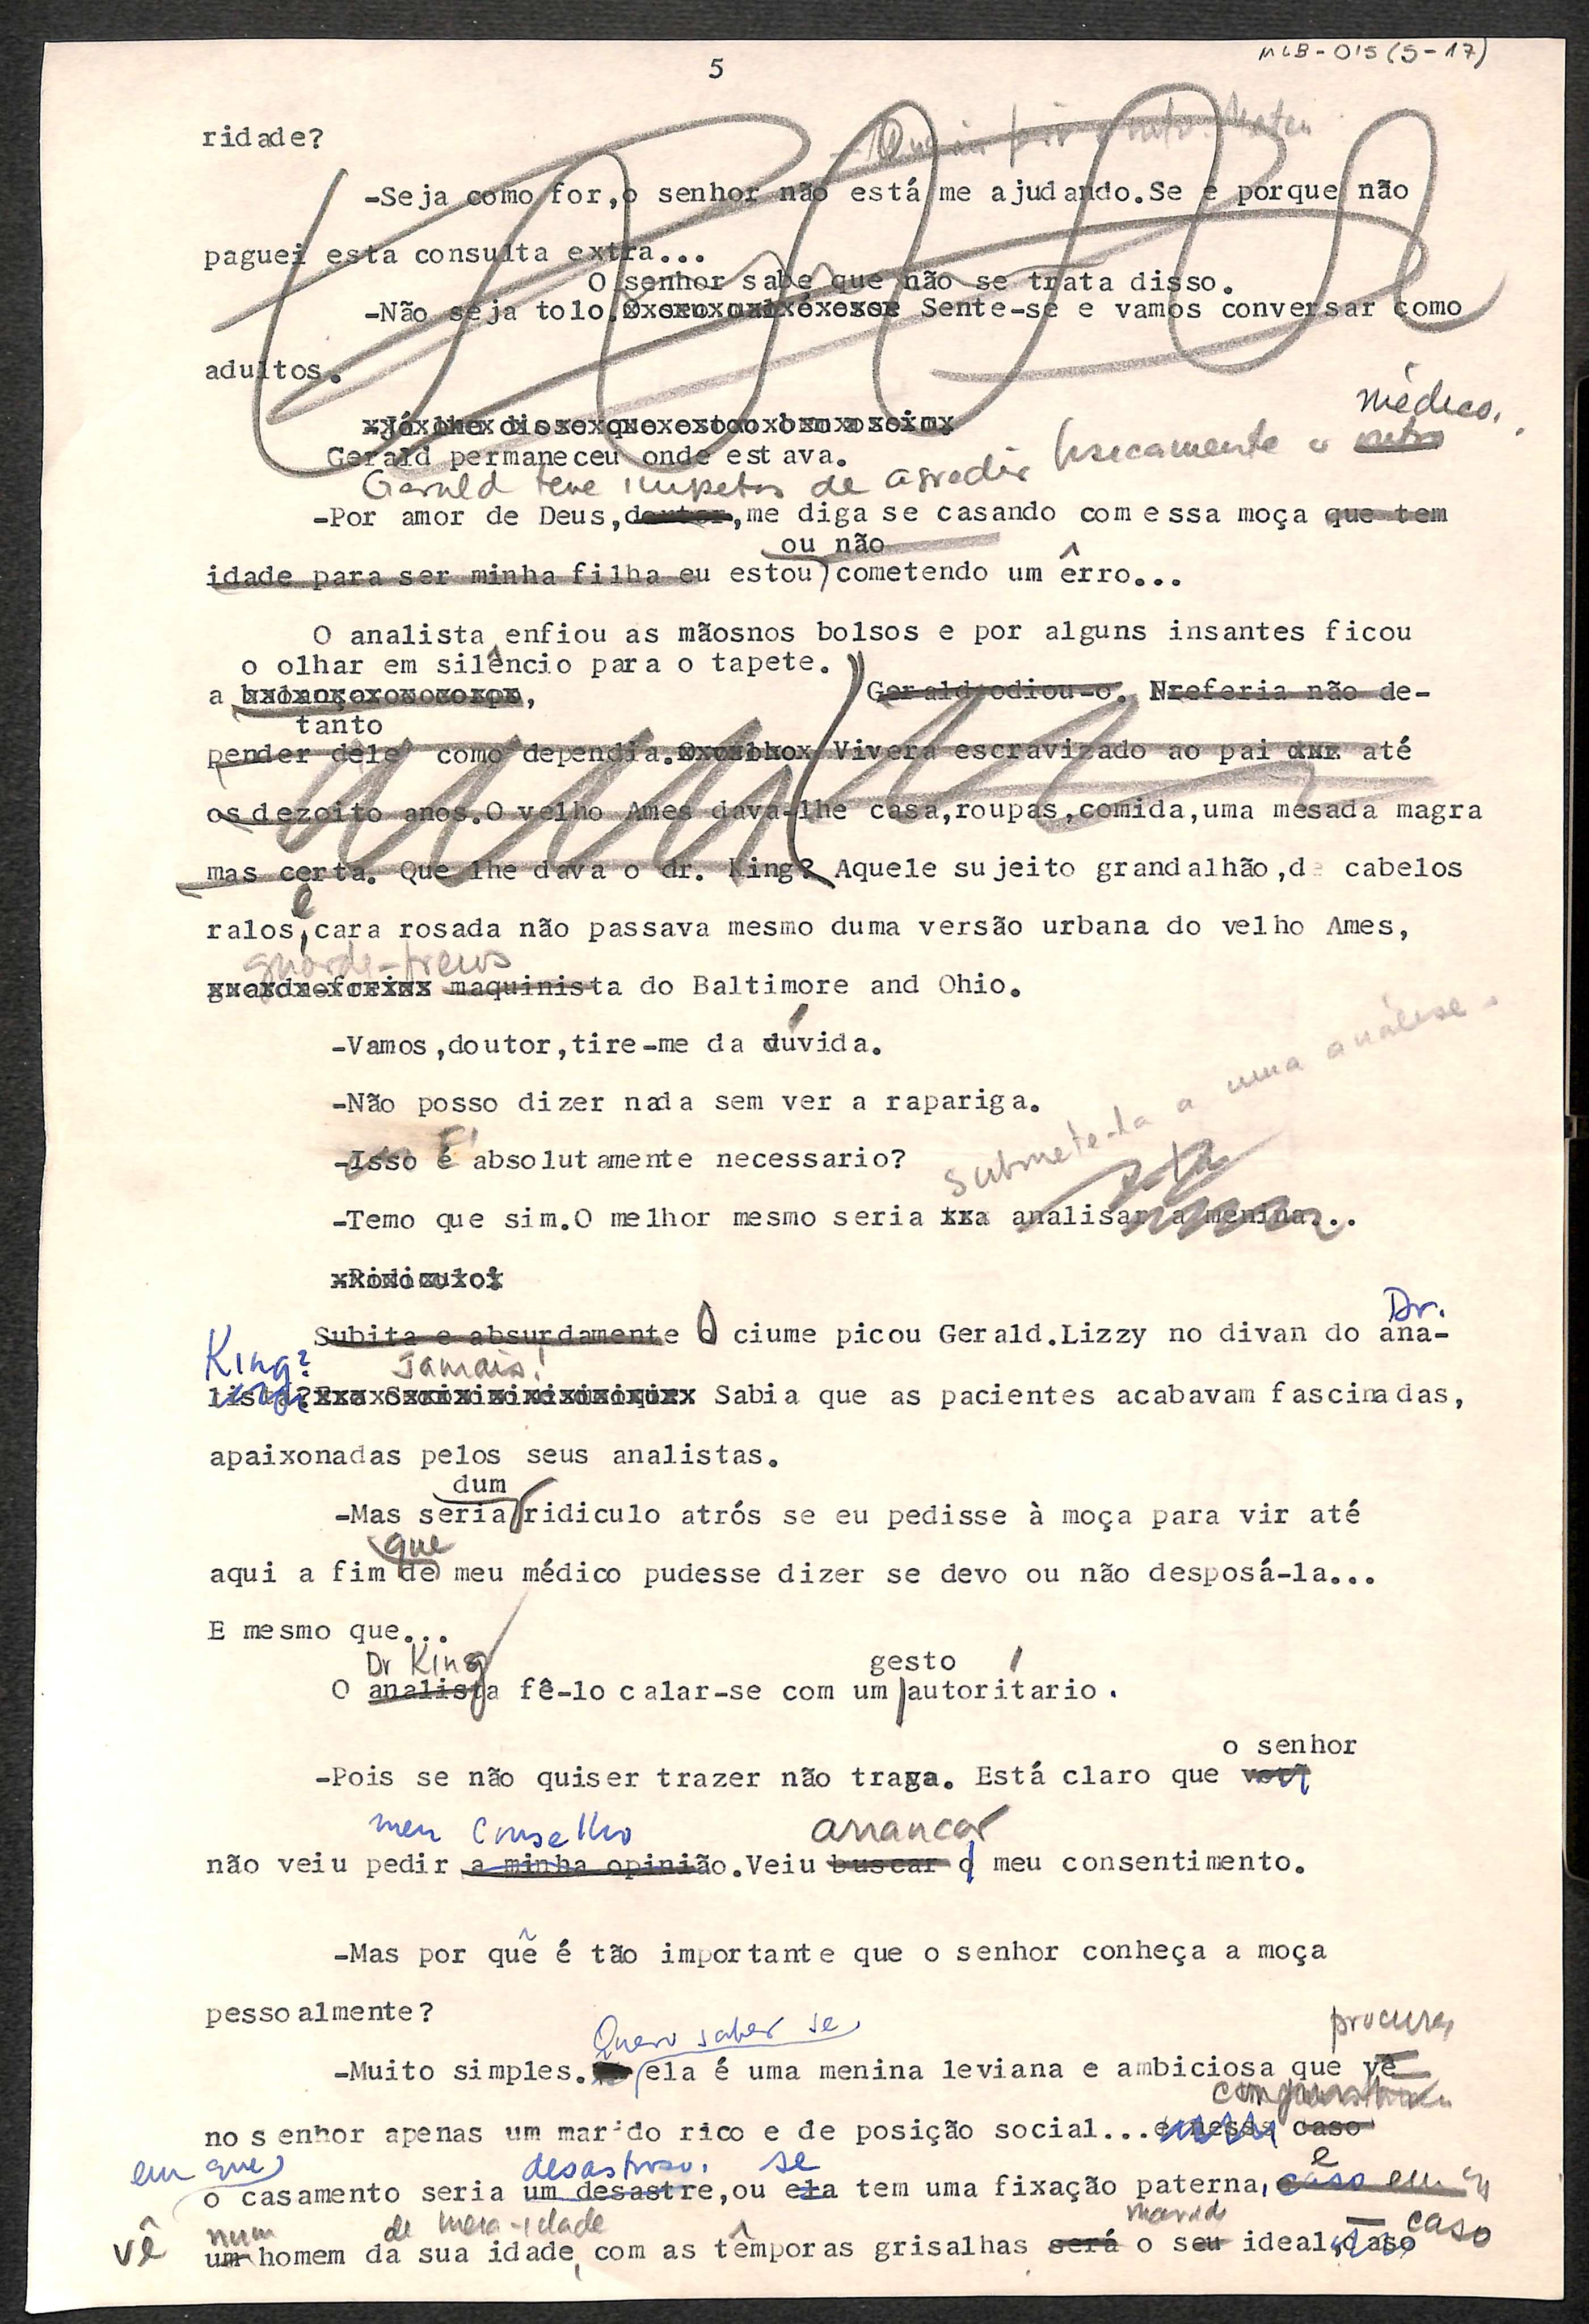 5
MLB-015(5-17)
ridade?
-Seja como for,o senhor não está me ajudando.Se e porque não
paguei esta consulta extra...
O senhor sabe que não se trata disso.
-Não seja tolo. Sente-se e vamos conversar como
adultos.
médico.
Gerald permaneceu onde estava.
Gerald teve impetos de agredir fisicamente o outro
-Por amor de Deus,doutor,me diga se casando com essa moça que tem
ou não
idade para ser minha filha eu estou cometendo um êrro...
O analista enfiou as mãosnos bolsos e por alguns insantes ficou
o olhar em silêncio para o tapete.
a , Gerald odiou-o. Nreferia não de-
tanto
pender dele como dependia. Vivera escravizado ao pai até
os dezoito anos.O velho Ames dava-lhe casa,roupas,comida,uma mesada magra
mas certa. Que lhe dava o dr. King? Aquele sujeito grandalhão,de cabelos
e
ralos,cara rosada não passava mesmo duma versão urbana do velho Ames,
guarda-freios
maquinista do Baltimore and Ohio.
-Vamos,doutor,tire-me da dúvida.
-Não posso dizer nada sem ver a rapariga.
-Isso é absolutamente necessario?
submete-la a uma análise.
-Temo que sim.O melhor mesmo seria analisar a menina...
Dr.
Subita e absurdamente O ciume picou Gerald.Lizzy no divan do ana-
King? Jamais!
lista? Sabia que as pacientes acabavam fascinadas,
apaixonadas pelos seus analistas.
dum
-Mas seria ridiculo atrós se eu pedisse à moça para vir até
que
aqui a fim de meu médico pudesse dizer se devo ou não desposá-la...
E mesmo que...
Dr King gesto
O analista fê-lo calar-se com um autoritário.
o senhor
-Pois se não quiser trazer não traga. Está claro que você
meu conselho arrancar
não veiu pedir a minha opinião.Veiu buscar o meu consentimento.
-Mas por quê é tão importante que o senhor conheça a moça
pessoalmente?
Quero saber se procura
-Muito simples. ela é uma menina leviana e ambiciosa que vê
no senhor apenas um marido rico e de posição social...e nesse caso
em que desastroso. se e
o casamento seria um desastre,ou ela tem uma fixação paterna, caso em q
vê num de meia-idade marido caso
um homem da sua idade, com as têmporas grisalhas será o seu ideal,caso